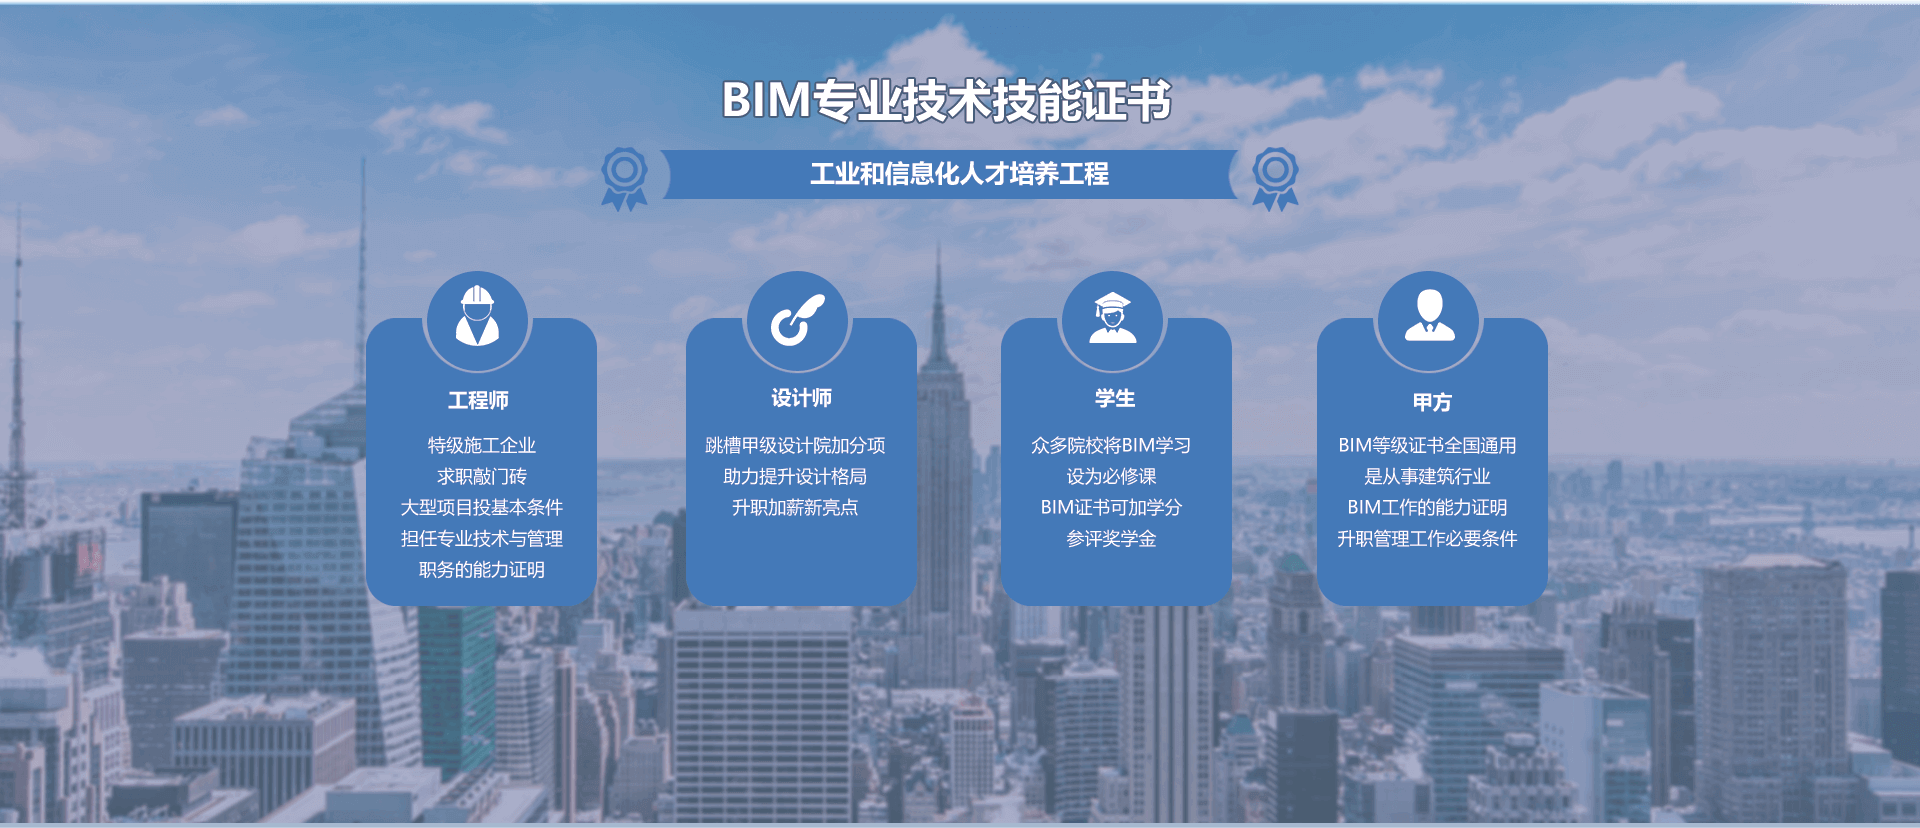 BIM专业技术技能证书
工业和信息化人才培养工程
工程师
特级施工企业
求职敲门砖
大型项目投基本条件
担任专业技术与管理
职务的能力证明
设计师
跳槽甲级设计院加分项
助力提升设计格局
升职加薪新亮点
学生
众多院校将BIM学习
设为必修课
BIM证书可加学分
参评奖学金
甲方
BIM等级证书全国通用
是从事建筑行业
BIM工作的能力证明
升职管理工作必要条件